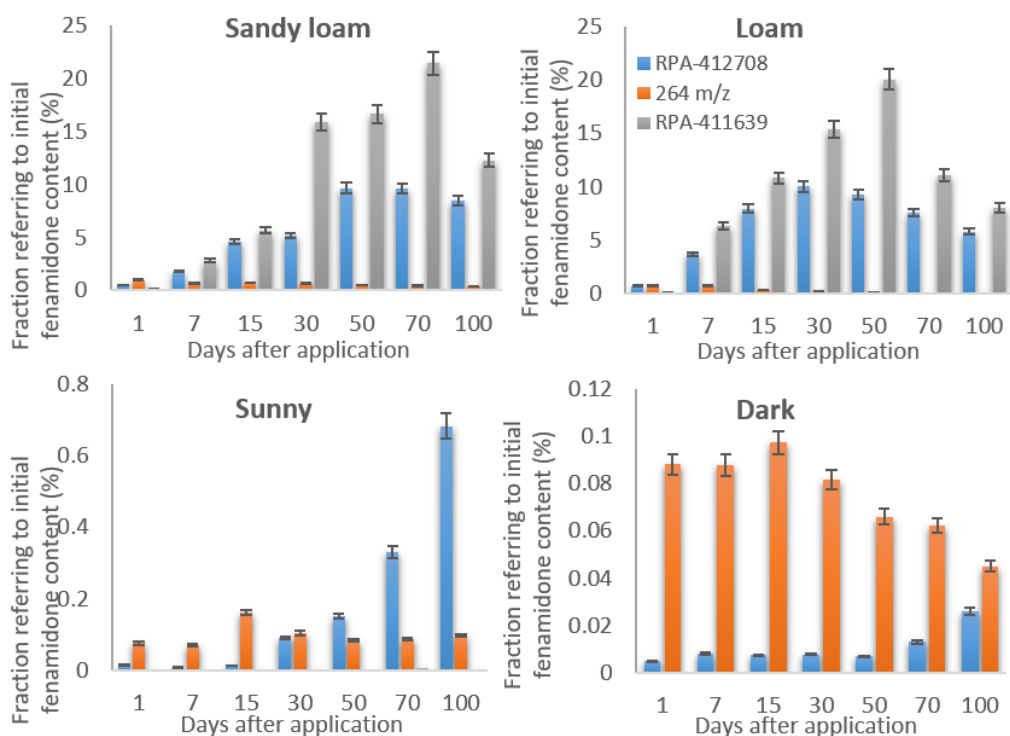 Sandy loam
Fraction referring to initial
fenamidone content (%)
25
20
15
10
5
0
1 7 15 30 50 70 100
Days after application
Loam
Fraction referring to initial
fenamidone content (%)
25
20
15
10
5
0
RPA-412708
264 m/z
RPA-411639
1 7 15 30 50 70 100
Days after application
Sunny
Fraction referring to initial
fenamidone content (%)
0.8
0.6
0.4
0.2
0
1 7 15 30 50 70 100
Days after application
Dark
Fraction referring to initial
fenamidone content (%)
0.12
0.1
0.08
0.06
0.04
0.02
0
1 7 15 30 50 70 100
Days after application